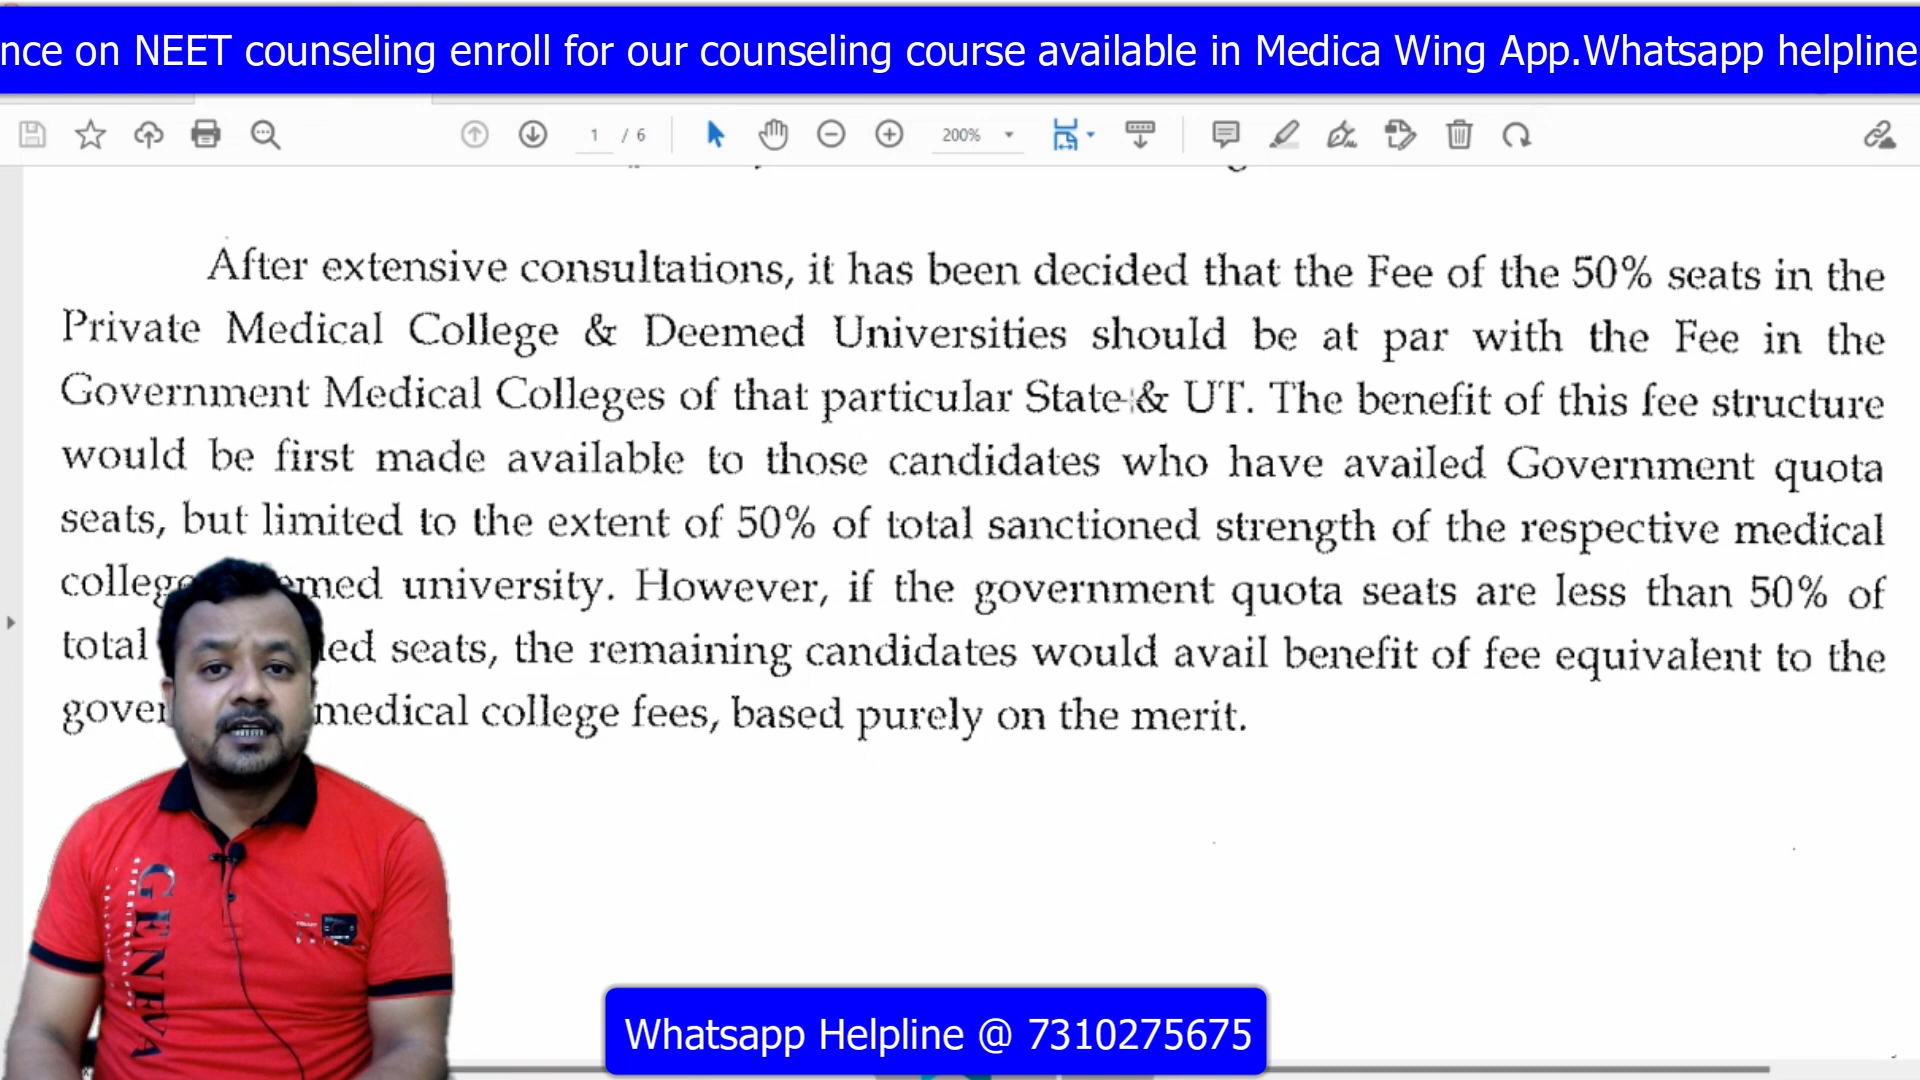 nce on NEET counseling enroll for our counseling course available in Medica Wing App.Whatsapp helpline
1 / 6
200%
After extensive consultations, it has been decided that the Fee of the 50% seats in the
Private Medical College & Deemed Universities should be at par with the Fee in the
Government Medical Colleges of that particular State & UT. The benefit of this fee structure
would be first made available to those candidates who have availed Government quota
seats, but limited to the extent of 50% of total sanctioned strength of the respective medical
university. However, if the government quota seats are less than 50% of
total seats, the remaining candidates would avail benefit of fee equivalent to the
medical college fees, based purely on the merit.
GENEVA
Whatsapp Helpline @ 7310275675